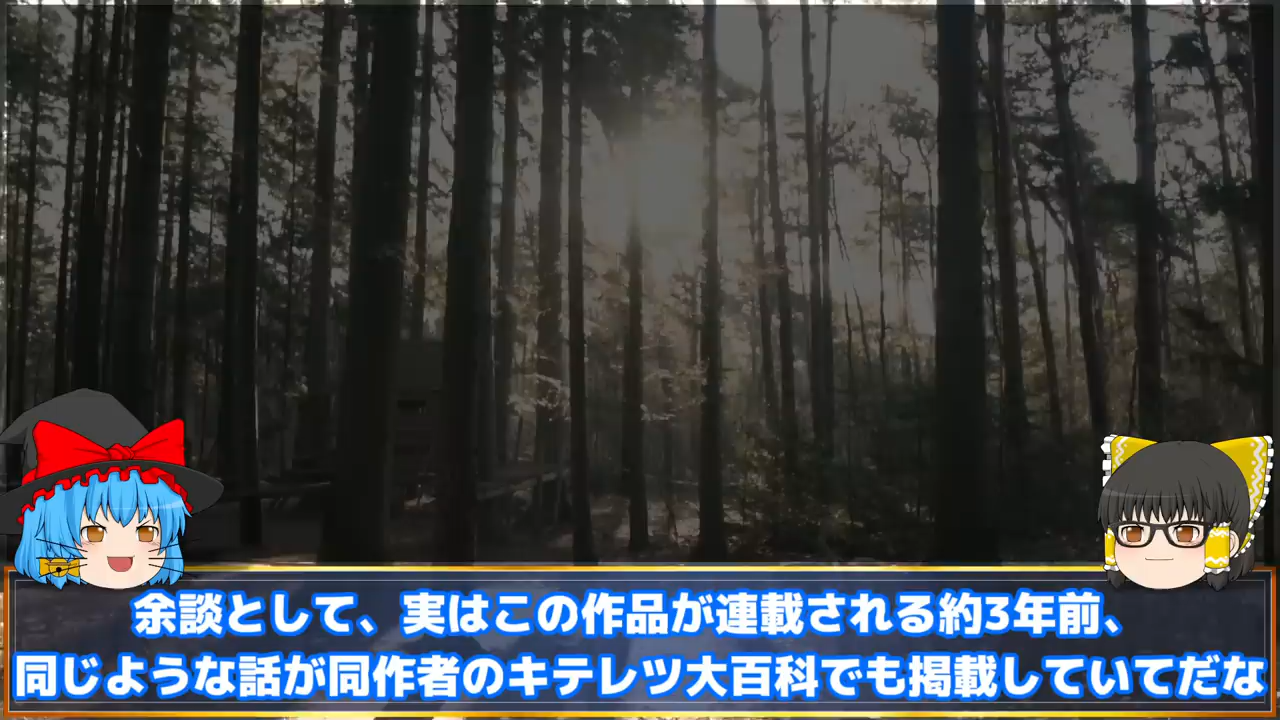 余談として、実はこの作品が連載される約3年前、
同じような話が同作者のキテレツ大百科でも掲載していてだな